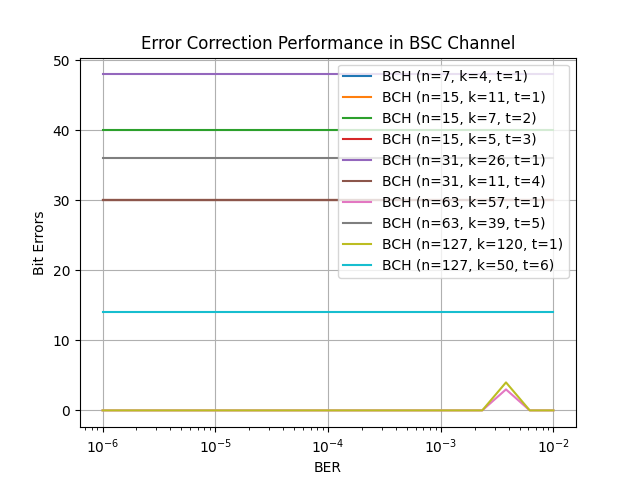 Error Correction Performance in BSC Channel
50
40
30
20
10
0
Bit Errors
BCH (n=7, k=4, t=1)
BCH (n=15, k=11, t=1)
BCH (n=15, k=7, t=2)
BCH (n=15, k=5, t=3)
BCH (n=31, k=26, t=1)
BCH (n=31, k=11, t=4)
BCH (n=63, k=57, t=1)
BCH (n=63, k=39, t=5)
BCH (n=127, k=120, t=1)
BCH (n=127, k=50, t=6)
10⁻⁶ 10⁻⁵ 10⁻⁴ 10⁻³ 10⁻²
BER